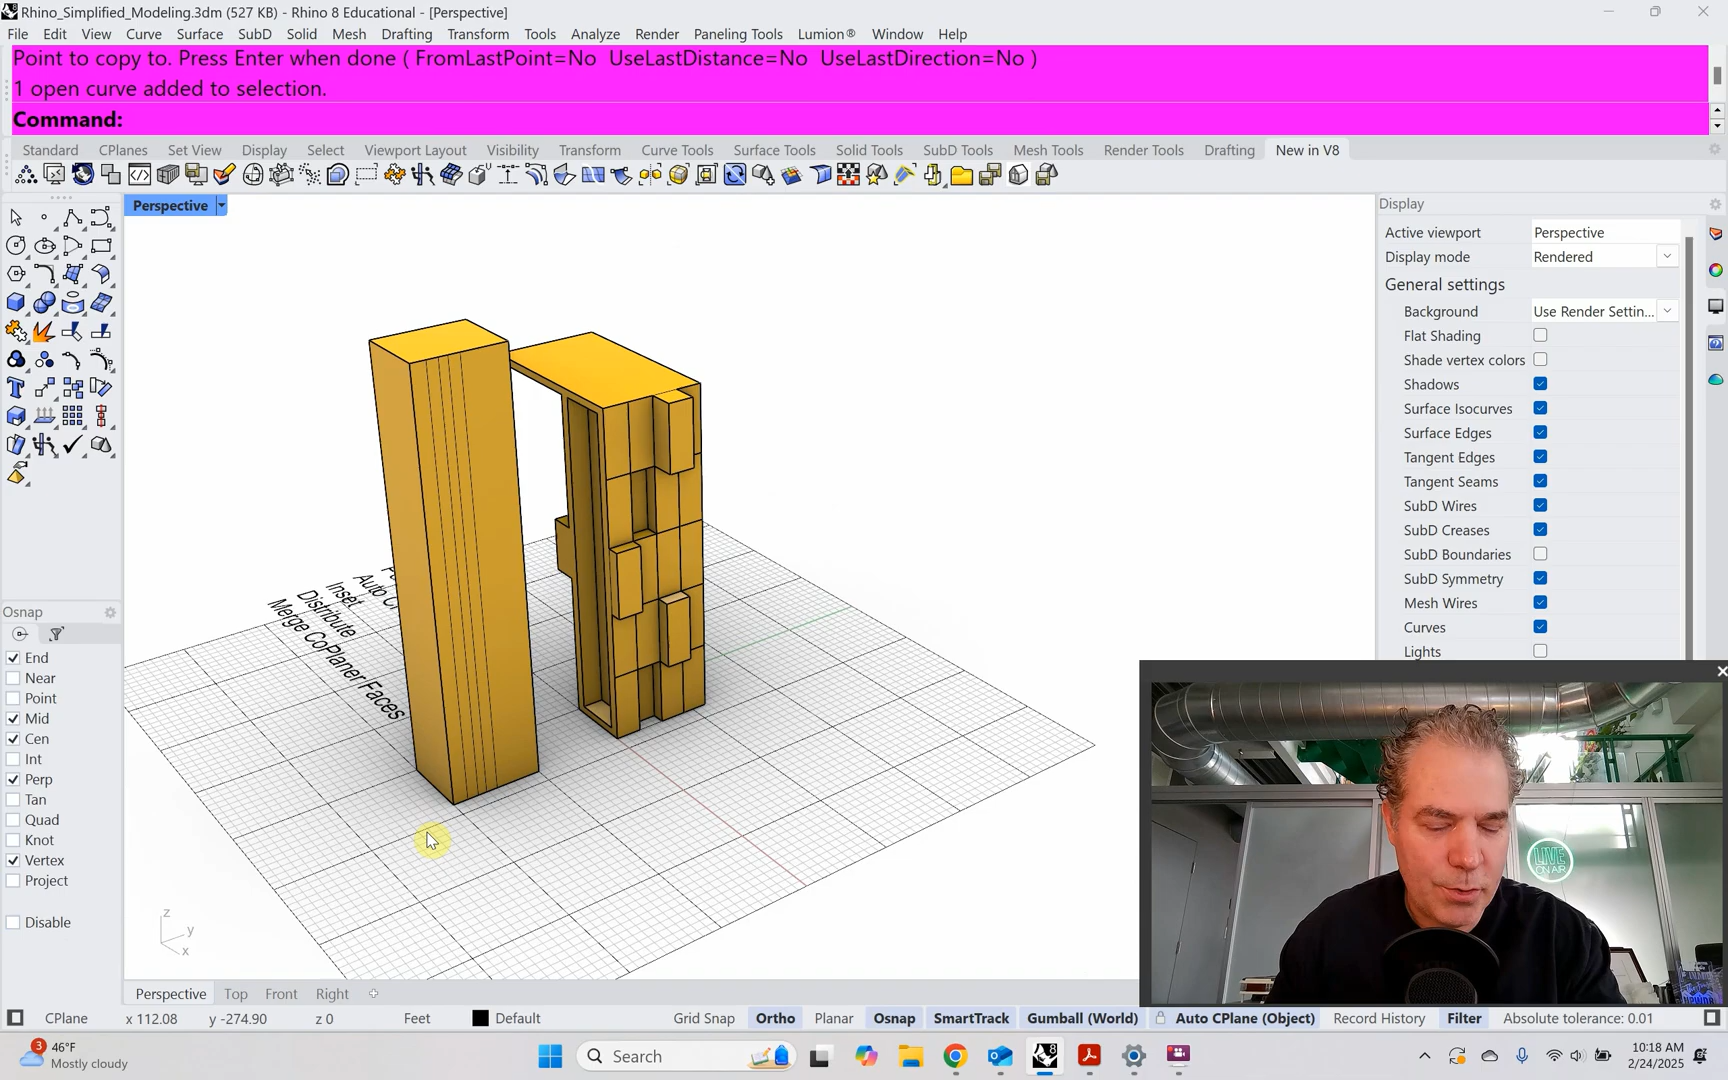 Rhino_Simplified_Modeling.3dm (527 KB) - Rhino 8 Educational - [Perspective]
File Edit View Curve Surface SubD Solid Mesh Drafting Transform Tools Analyze Render Paneling Tools Lumion® Window Help
Point to copy to. Press Enter when done ( FromLastPoint=No UseLastDistance=No UseLastDirection=No )
1 open curve added to selection.
Command:
Standard CPlanes Set View Display Select Viewport Layout Visibility Transform Curve Tools Surface Tools Solid Tools SubD Tools Mesh Tools Render Tools Drafting New in V8
Perspective
Display
Active viewport Perspective
Display mode Rendered
General settings
Background Use Render Settin...
Flat Shading
Shade vertex colors
Shadows
Surface Isocurves
Surface Edges
Tangent Edges
Tangent Seams
SubD Wires
SubD Creases
SubD Boundaries
SubD Symmetry
Mesh Wires
Curves
Lights
Auto C
Inset
Distribute
Merge CoPlaner Faces
Osnap
End
Near
Point
Mid
Cen
Int
Perp
Tan
Quad
Knot
Vertex
Project
Disable
z
y
x
LIVE
ON AIR
Perspective Top Front Right
CPlane x 112.08 y -274.90 z 0 Feet Default Grid Snap Ortho Planar Osnap SmartTrack Gumball (World) Auto CPlane (Object) Record History Filter Absolute tolerance: 0.01
3
46°F
Mostly cloudy
Search
8
10:18 AM
2/24/2025